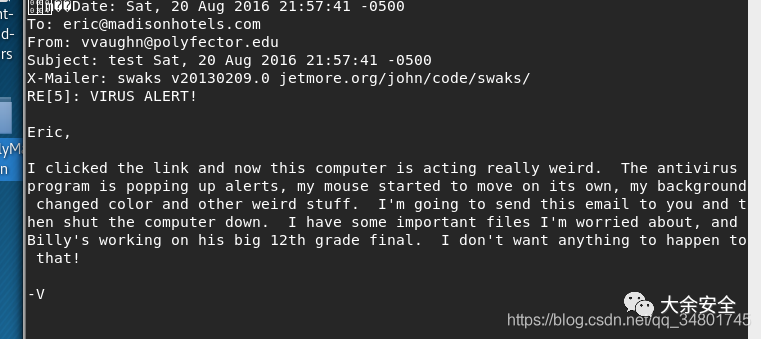 Date: Sat, 20 Aug 2016 21:57:41 -0500
To: eric@madisonhotels.com
From: vvaughn@polyfector.edu
Subject: test Sat, 20 Aug 2016 21:57:41 -0500
X-Mailer: swaks v20130209.0 jetmore.org/john/code/swaks/
RE[5]: VIRUS ALERT!
Eric,
I clicked the link and now this computer is acting really weird.  The antivirus
program is popping up alerts, my mouse started to move on its own, my background
changed color and other weird stuff.  I'm going to send this email to you and t
hen shut the computer down.  I have some important files I'm worried about, and
Billy's working on his big 12th grade final.  I don't want anything to happen to
that!
-V
nt-
d-
rs
lyM
n
大余安全
https://blog.csdn.net/qq_34801745